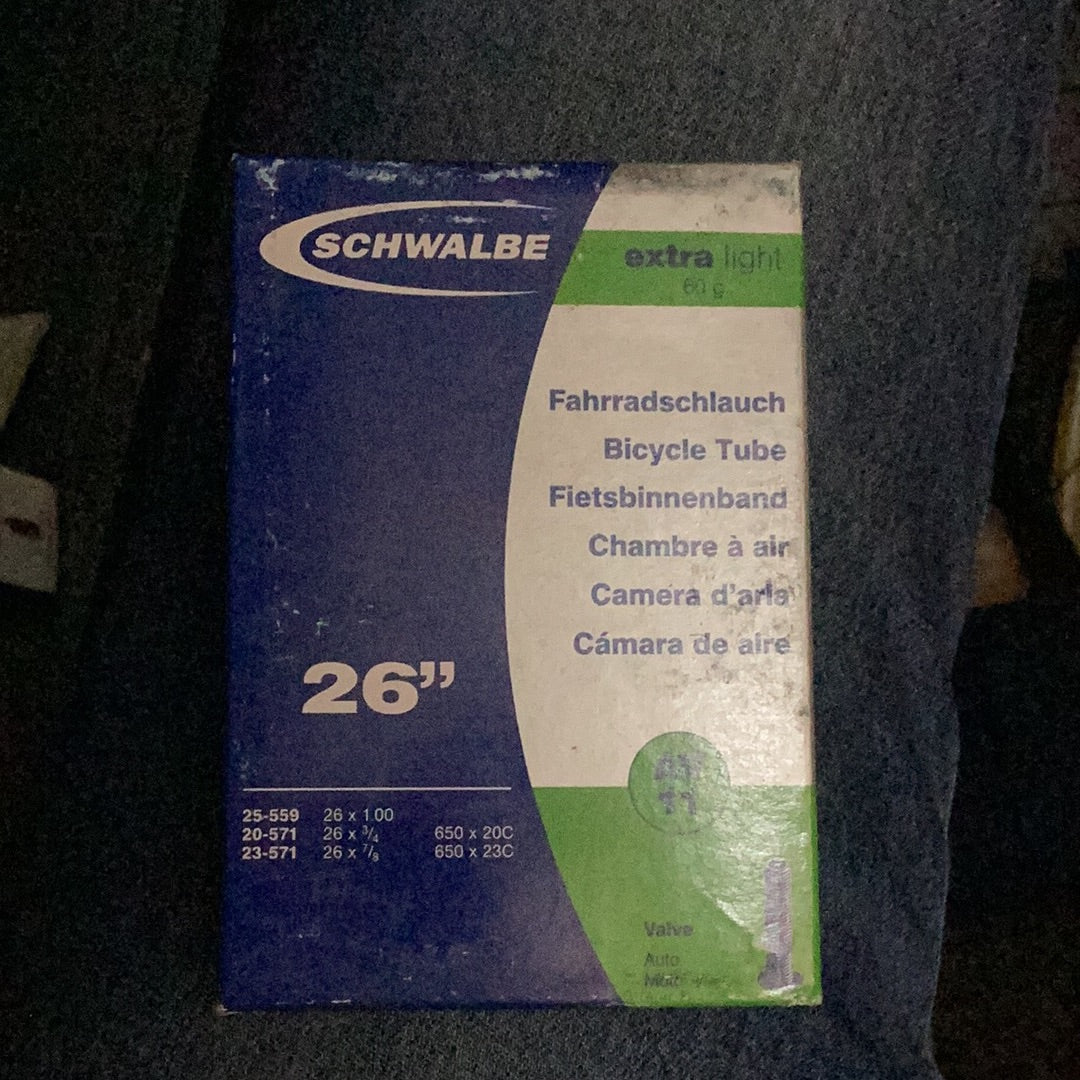 SCHWALBE
extra light
60 g
Fahrradschlauch
Bicycle Tube
Fietsbinnenband
Chambre à air
Camera d'aria
Cámara de aire
26”
25-559 26 x 1.00
20-571 26 x 3/4 650 x 20C
23-571 26 x 7/8 650 x 23C
Valve
Auto